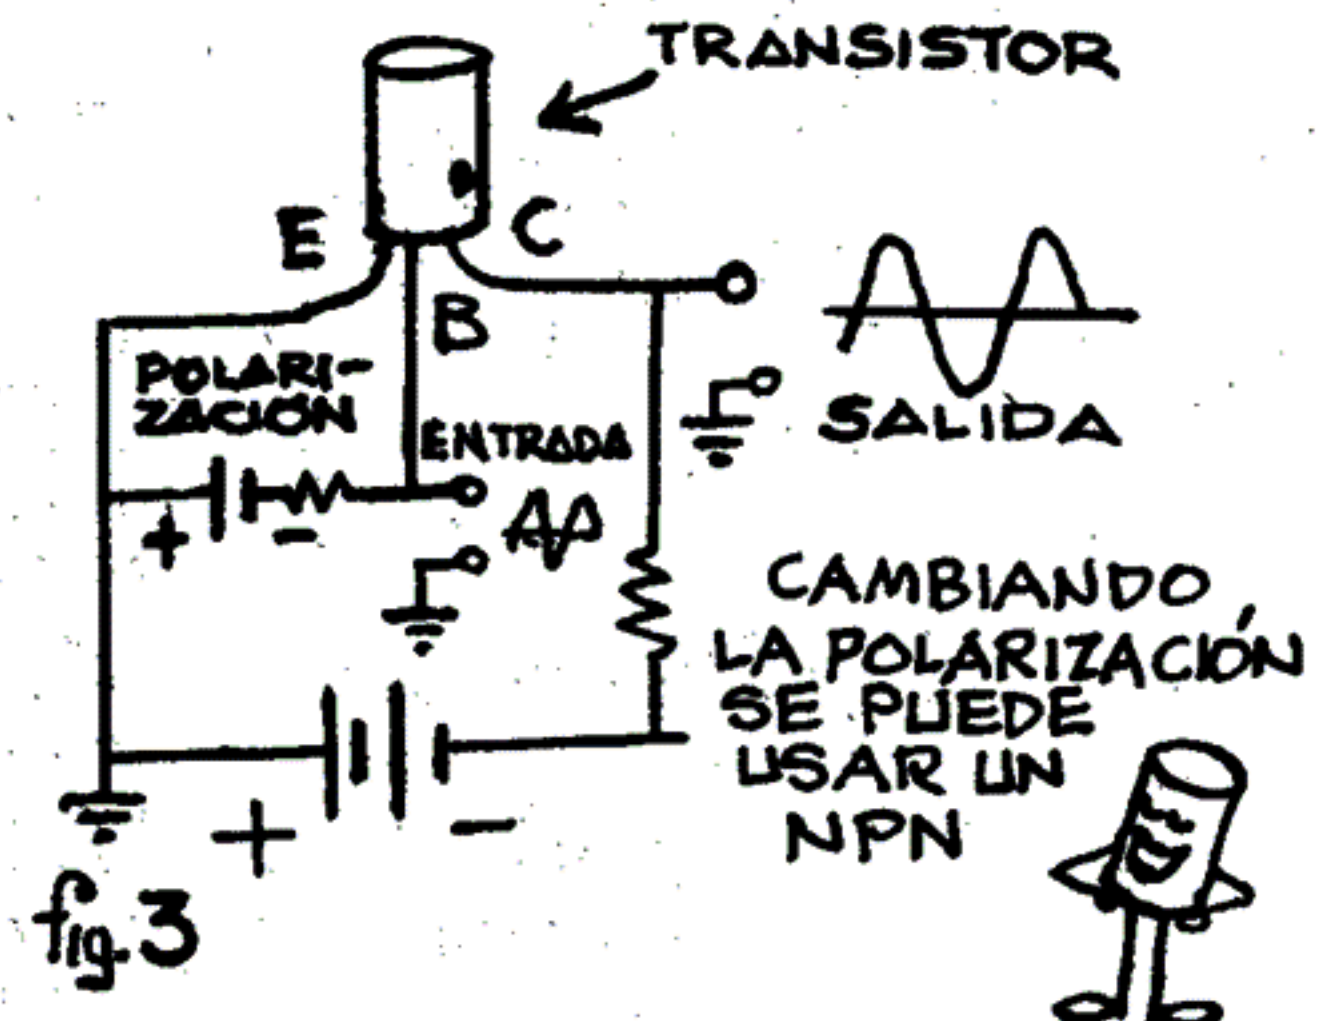 TRANSISTOR
E
C
B
POLARI-
ZACIÓN
ENTRADA
+
-
SALIDA
CAMBIANDO
LA POLARIZACIÓN
SE PUEDE
USAR UN
NPN
+
-
fig. 3